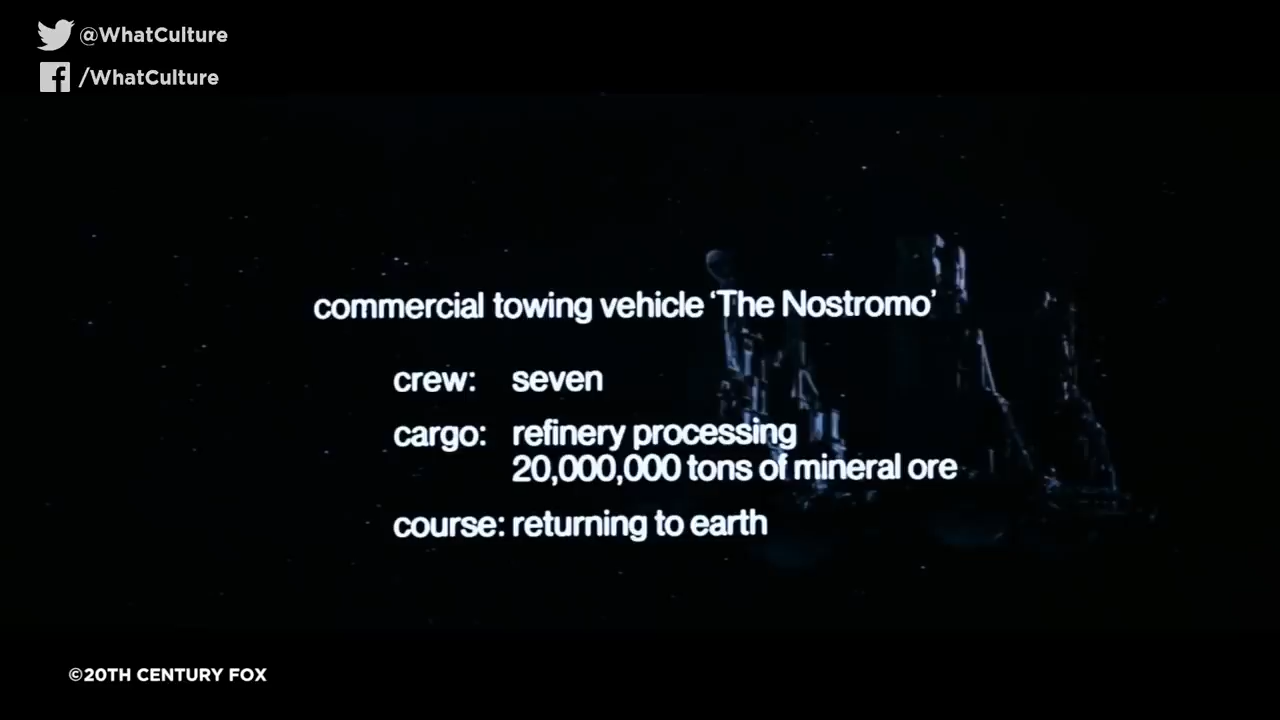 @WhatCulture
/WhatCulture
commercial towing vehicle ‘The Nostromo’
crew: seven
cargo: refinery processing
20,000,000 tons of mineral ore
course: returning to earth
©20TH CENTURY FOX